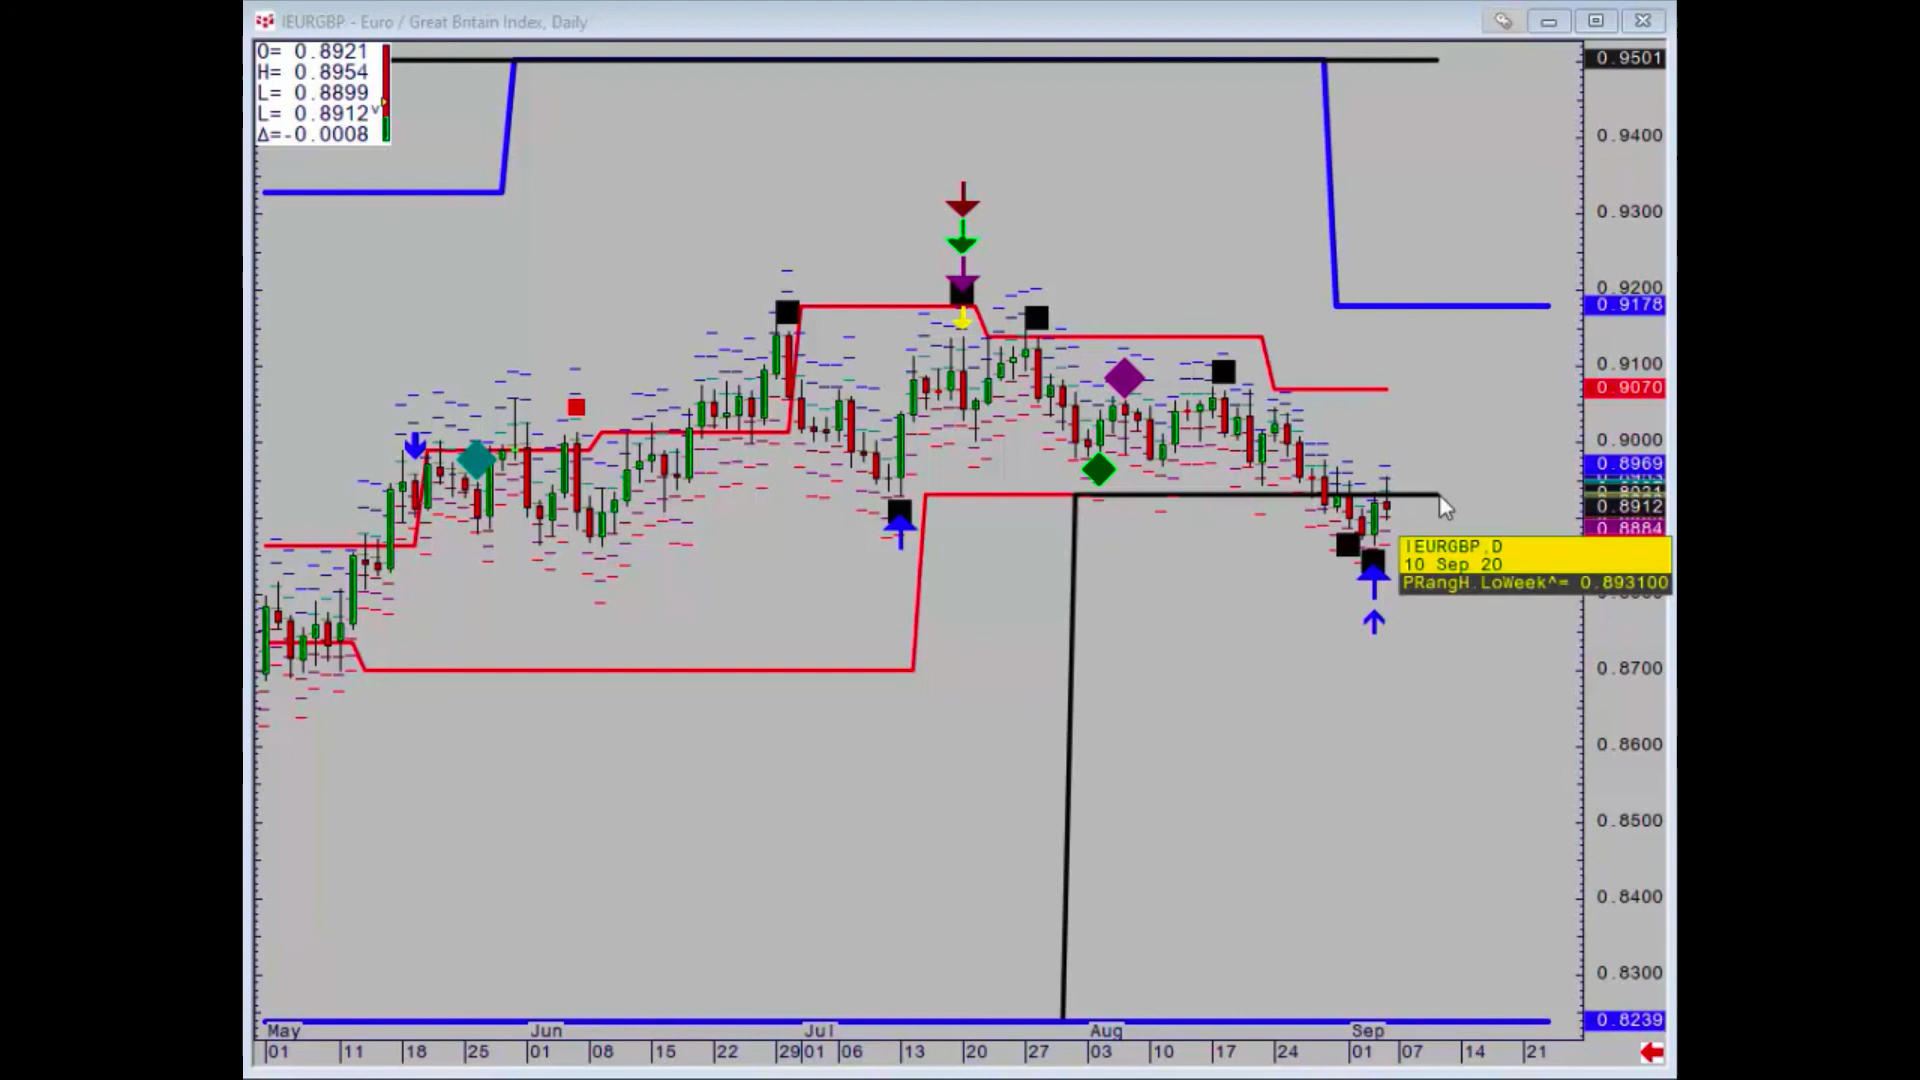 IEURGBP - Euro / Great Britain Index, Daily
O= 0.8921
H= 0.8954
L= 0.8899
L= 0.8912
Δ=-0.0008
0.9501
0.9400
0.9300
0.9200
0.9178
0.9100
0.9070
0.9000
0.8969
0.8912
0.8884
IEURGBP,D
10 Sep 20
PRangH.LoWeek^= 0.893100
0.8700
0.8600
0.8500
0.8400
0.8300
0.8239
May Jun Jul Aug Sep
01 11 18 25 01 08 15 22 29 01 06 13 20 27 03 10 17 24 01 07 14 21